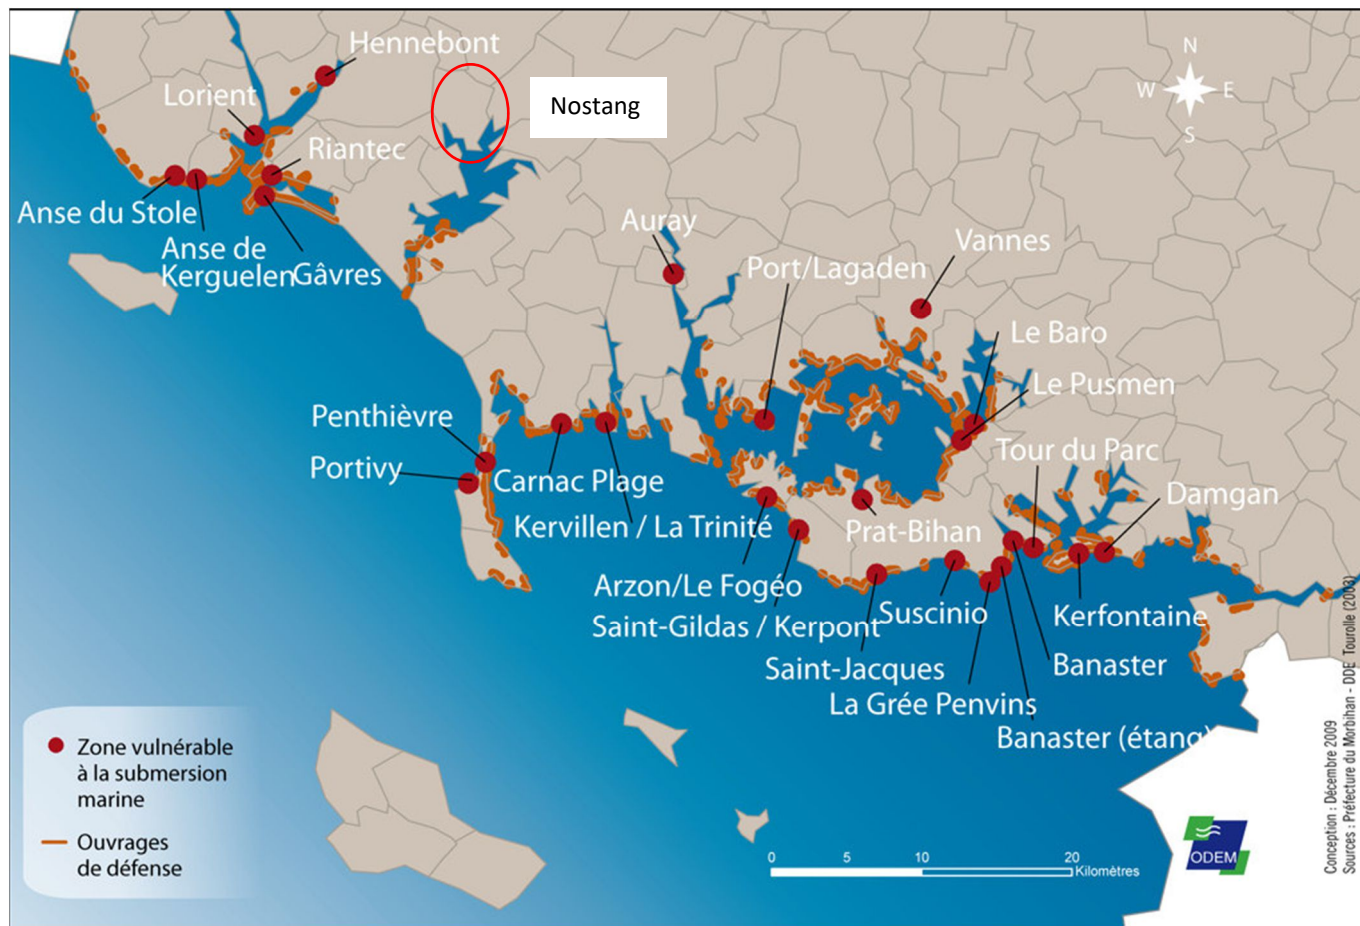 Hennebont
Nostang
Lorient
Riantec
N
W
E
S
Anse du Stole
Anse de
Kerguelen
Gâvres
Auray
Port/Lagaden
Vannes
Le Baro
Le Pusmen
Penthièvre
Portivy
Carnac Plage
Kervillen / La Trinité
Tour du Parc
Damgan
Prat-Bihan
Arzon/Le Fogéo
Saint-Gildas / Kerpont
Suscinio
Kerfontaine
Saint-Jacques
Banaster
La Grée Penvins
Banaster (étang)
Zone vulnérable
à la submersion
marine
Ouvrages
de défense
0 5 10 20
Kilomètres
ODEM
Conception : Décembre 2009
Sources : Préfecture du Morbihan - DDE Tourolle (2003)